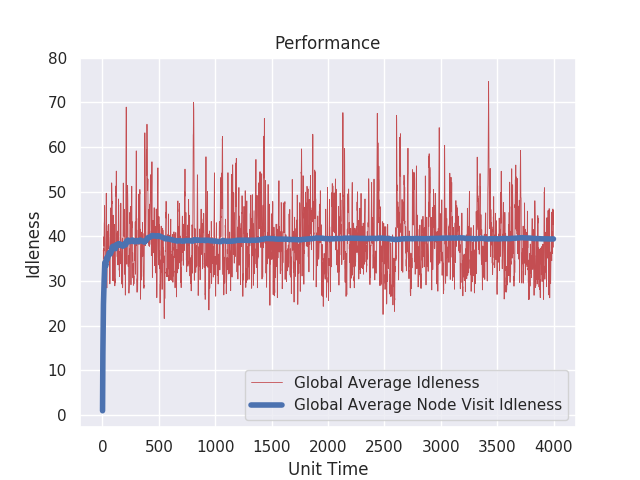 Performance
80
70
60
50
40
30
20
10
0
Idleness
0 500 1000 1500 2000 2500 3000 3500 4000
Unit Time
Global Average Idleness
Global Average Node Visit Idleness